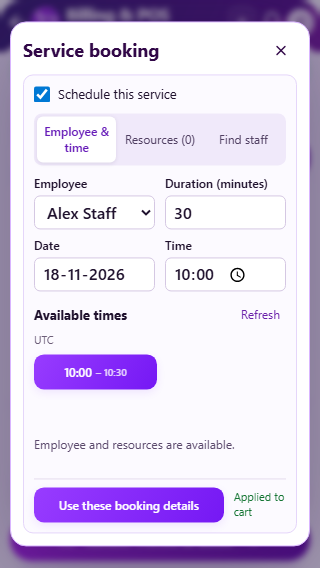 Billing & POS
Service booking
Schedule this service
Employee &
time
Resources (0)
Find staff
Employee
Duration (minutes)
Alex Staff
30
Date
Time
18-11-2026
10:00
Available times
Refresh
UTC
10:00 – 10:30
Employee and resources are available.
Use these booking details
Applied to
cart